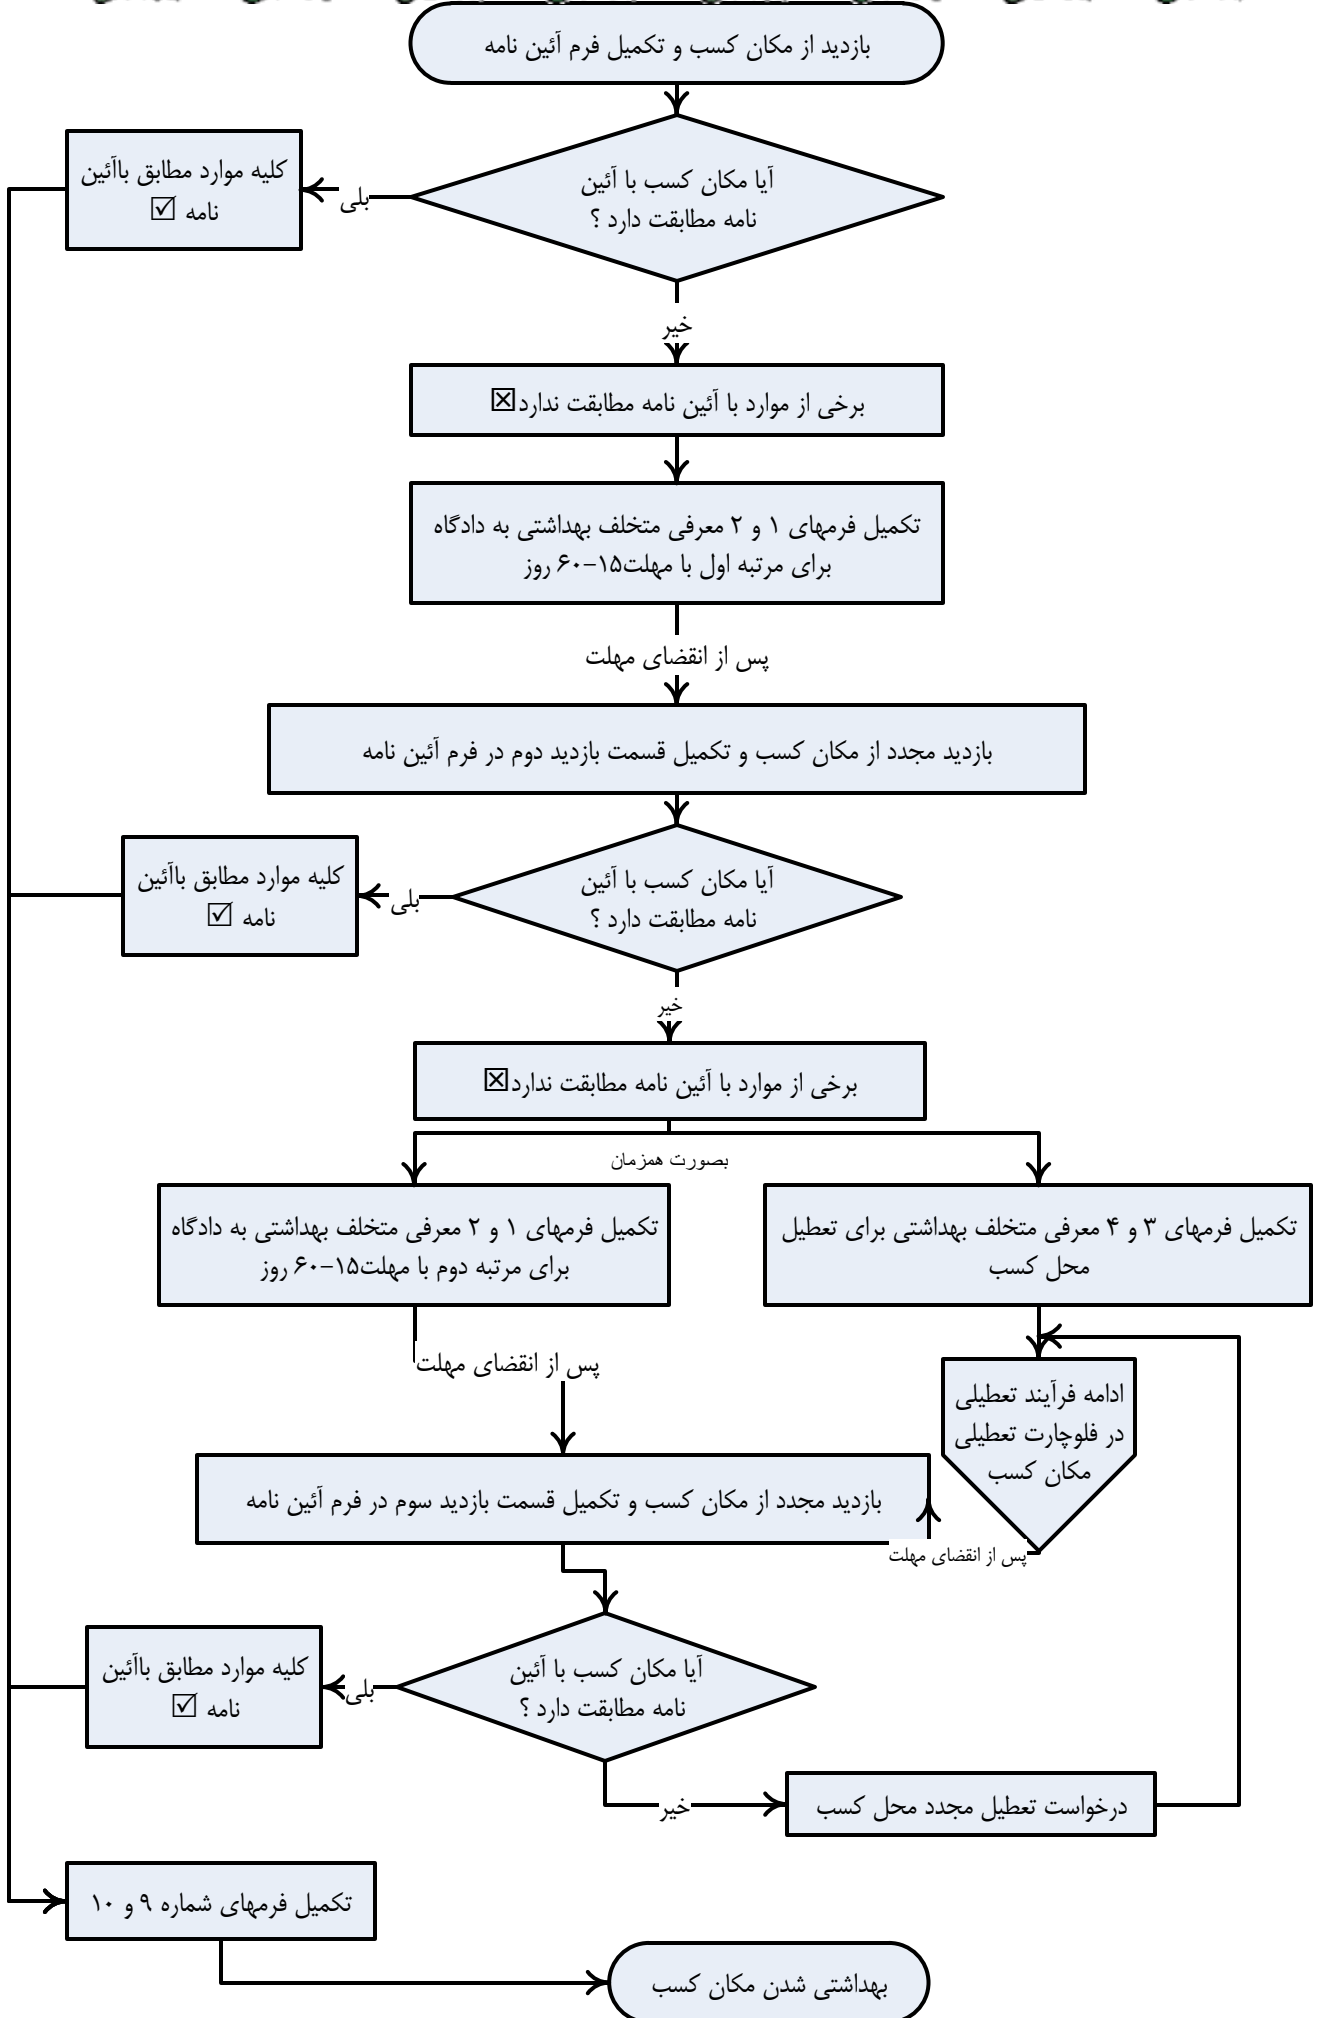 بازدید از مکان کسب و تکمیل فرم آئین نامه
آیا مکان کسب با آئین
نامه مطابقت دارد ؟
بلی
کلیه موارد مطابق باآئین
نامه ☑
خیر
برخی از موارد با آئین نامه مطابقت ندارد☒
تکمیل فرمهای ۱ و ۲ معرفی متخلف بهداشتی به دادگاه
برای مرتبه اول با مهلت۱۵-۶۰ روز
پس از انقضای مهلت
بازدید مجدد از مکان کسب و تکمیل قسمت بازدید دوم در فرم آئین نامه
آیا مکان کسب با آئین
نامه مطابقت دارد ؟
بلی
کلیه موارد مطابق باآئین
نامه ☑
خیر
برخی از موارد با آئین نامه مطابقت ندارد☒
بصورت همزمان
تکمیل فرمهای ۳ و ۴ معرفی متخلف بهداشتی برای تعطیل
محل کسب
تکمیل فرمهای ۱ و ۲ معرفی متخلف بهداشتی به دادگاه
برای مرتبه دوم با مهلت۱۵-۶۰ روز
پس از انقضای مهلت
ادامه فرآیند تعطیلی
در فلوچارت تعطیلی
مکان کسب
بازدید مجدد از مکان کسب و تکمیل قسمت بازدید سوم در فرم آئین نامه
پس از انقضای مهلت
آیا مکان کسب با آئین
نامه مطابقت دارد ؟
بلی
کلیه موارد مطابق باآئین
نامه ☑
خیر
درخواست تعطیل مجدد محل کسب
تکمیل فرمهای شماره ۹ و ۱۰
بهداشتی شدن مکان کسب